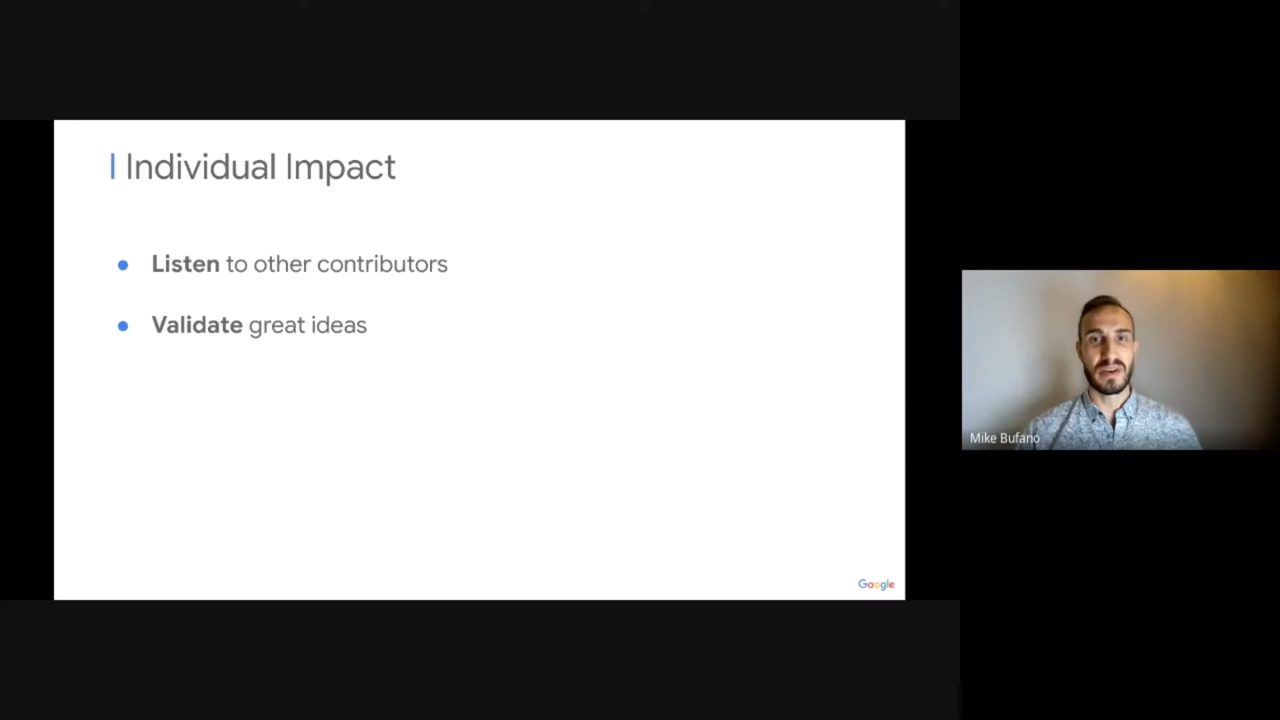 Individual Impact
● Listen to other contributors
● Validate great ideas
Mike Bufano
Google